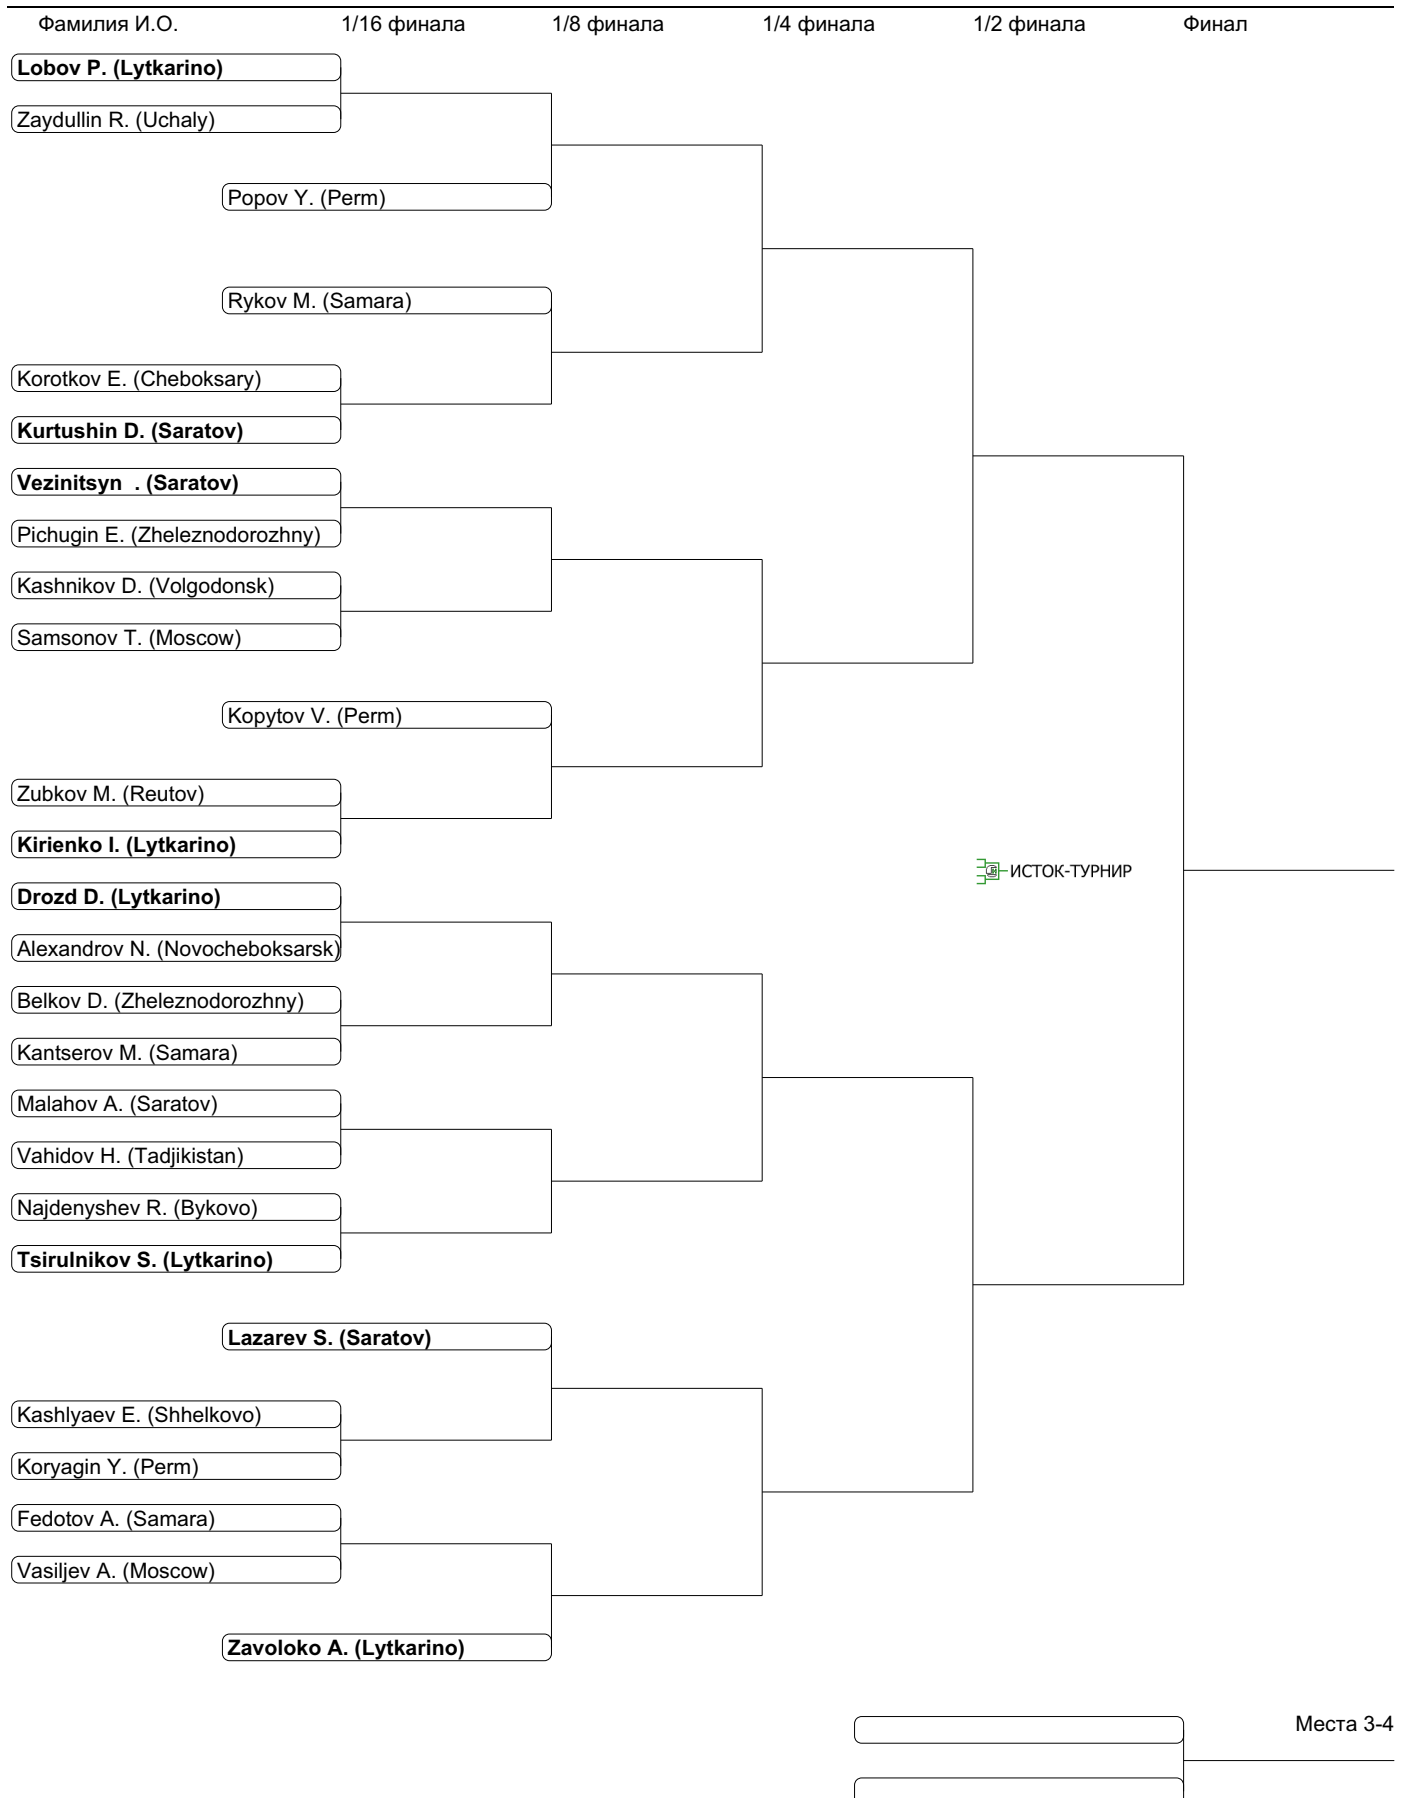 Фамилия И.О. 1/16 финала 1/8 финала 1/4 финала 1/2 финала Финал
Lobov P. (Lytkarino)
Zaydullin R. (Uchaly)
Popov Y. (Perm)
Rykov M. (Samara)
Korotkov E. (Cheboksary)
Kurtushin D. (Saratov)
Vezinitsyn . (Saratov)
Pichugin E. (Zheleznodorozhny)
Kashnikov D. (Volgodonsk)
Samsonov T. (Moscow)
Kopytov V. (Perm)
Zubkov M. (Reutov)
Kirienko I. (Lytkarino)
ИСТОК-ТУРНИР
Drozd D. (Lytkarino)
Alexandrov N. (Novocheboksarsk)
Belkov D. (Zheleznodorozhny)
Kantserov M. (Samara)
Malahov A. (Saratov)
Vahidov H. (Tadjikistan)
Najdenyshev R. (Bykovo)
Tsirulnikov S. (Lytkarino)
Lazarev S. (Saratov)
Kashlyaev E. (Shhelkovo)
Koryagin Y. (Perm)
Fedotov A. (Samara)
Vasiljev A. (Moscow)
Zavoloko A. (Lytkarino)
Места 3-4